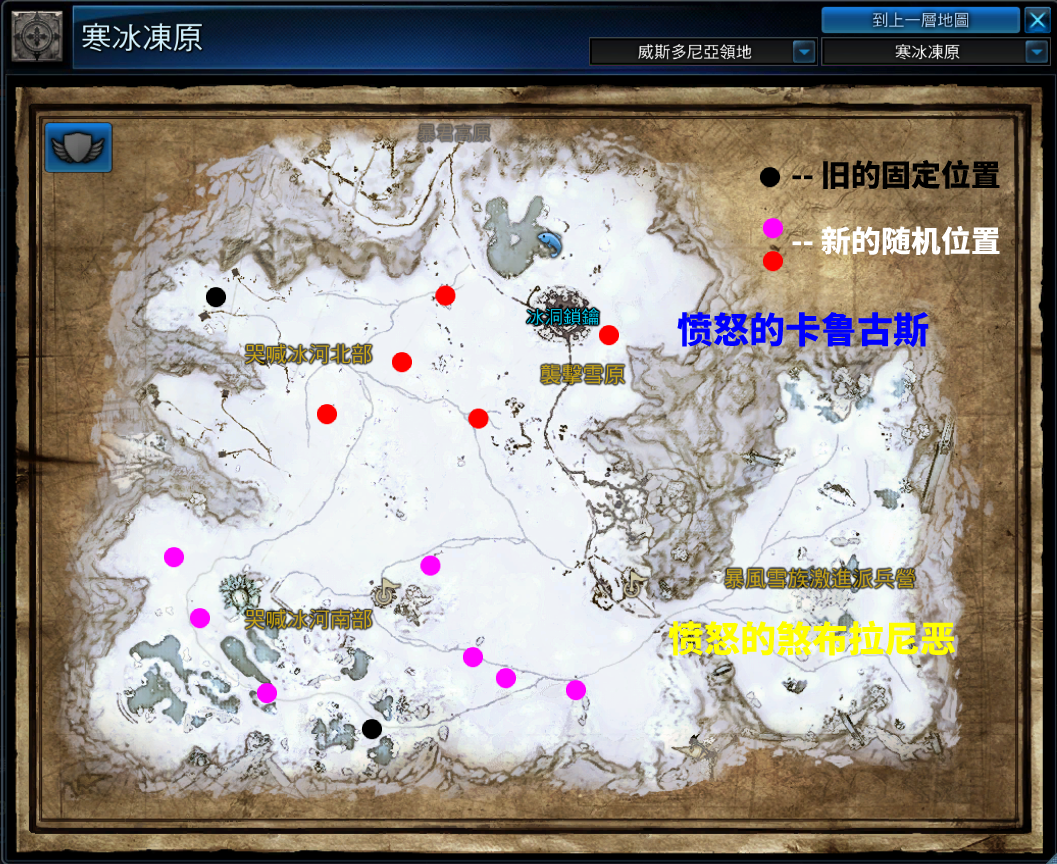 寒冰凍原
到上一層地圖
威斯多尼亞領地
寒冰凍原
暴君高原
-- 旧的固定位置
-- 新的随机位置
冰洞鎖鑰
愤怒的卡鲁古斯
哭喊冰河北部
襲擊雪原
暴風雪族激進派兵營
哭喊冰河南部
愤怒的煞布拉尼恶